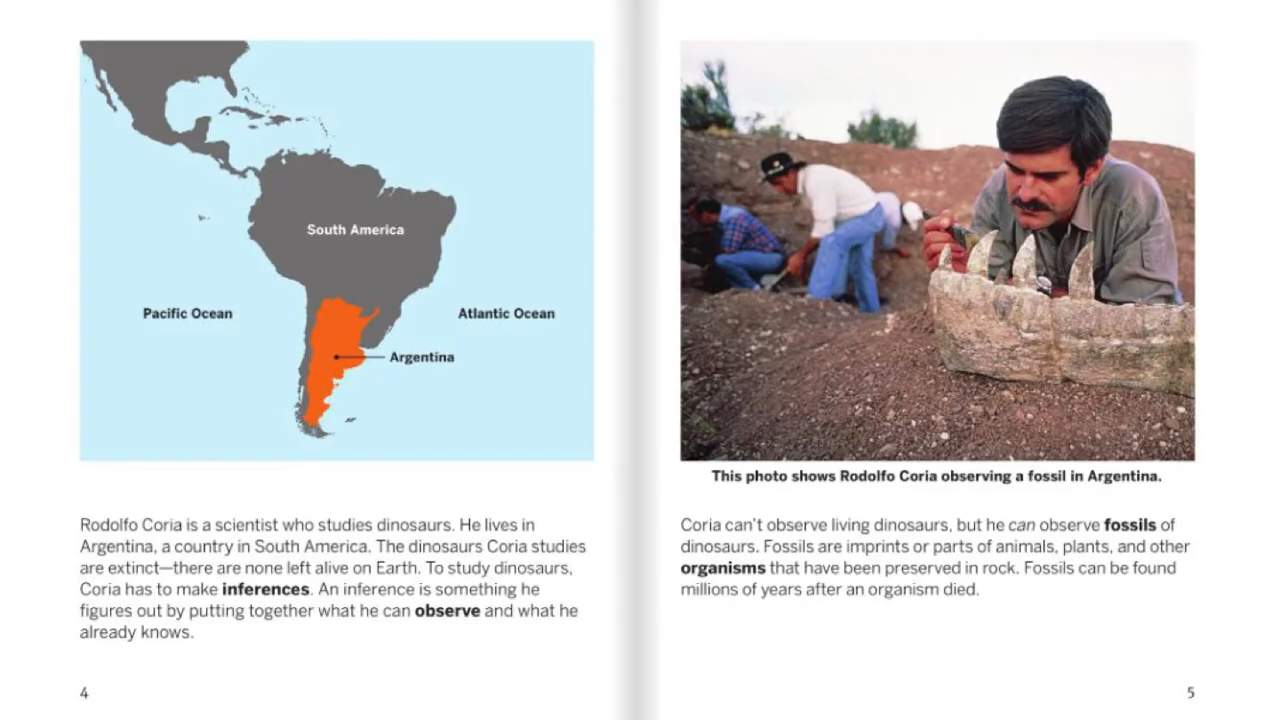 South America
Pacific Ocean
Atlantic Ocean
Argentina
Rodolfo Coria is a scientist who studies dinosaurs. He lives in
Argentina, a country in South America. The dinosaurs Coria studies
are extinct—there are none left alive on Earth. To study dinosaurs,
Coria has to make inferences. An inference is something he
figures out by putting together what he can observe and what he
already knows.
4
This photo shows Rodolfo Coria observing a fossil in Argentina.
Coria can't observe living dinosaurs, but he can observe fossils of
dinosaurs. Fossils are imprints or parts of animals, plants, and other
organisms that have been preserved in rock. Fossils can be found
millions of years after an organism died.
5